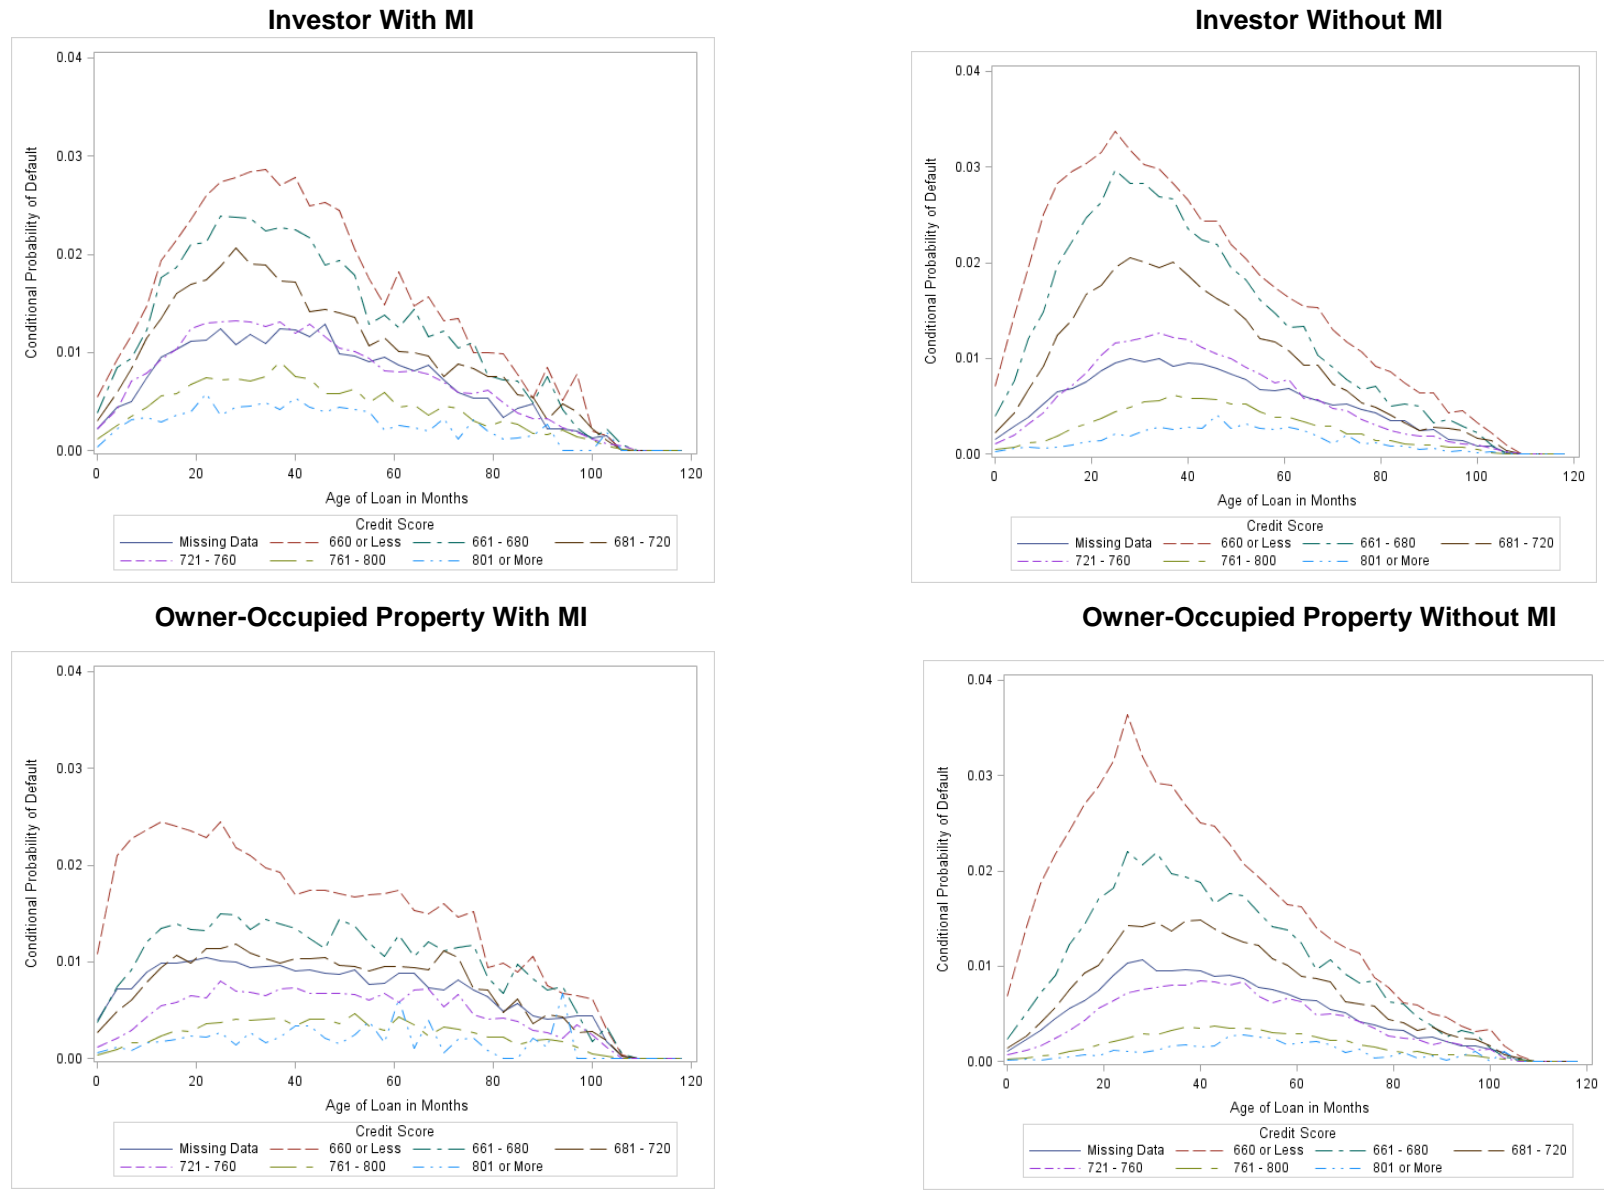 Investor With MI
0.04
0.03
0.02
0.01
0.00
Conditional Probability of Default
0 20 40 60 80 100 120
Age of Loan in Months
Credit Score
Missing Data 660 or Less 661 - 680 681 - 720
721 - 760 761 - 800 801 or More
Investor Without MI
0.04
0.03
0.02
0.01
0.00
Conditional Probability of Default
0 20 40 60 80 100 120
Age of Loan in Months
Credit Score
Missing Data 660 or Less 661 - 680 681 - 720
721 - 760 761 - 800 801 or More
Owner-Occupied Property With MI
0.04
0.03
0.02
0.01
0.00
Conditional Probability of Default
0 20 40 60 80 100 120
Age of Loan in Months
Credit Score
Missing Data 660 or Less 661 - 680 681 - 720
721 - 760 761 - 800 801 or More
Owner-Occupied Property Without MI
0.04
0.03
0.02
0.01
0.00
Conditional Probability of Default
0 20 40 60 80 100 120
Age of Loan in Months
Credit Score
Missing Data 660 or Less 661 - 680 681 - 720
721 - 760 761 - 800 801 or More